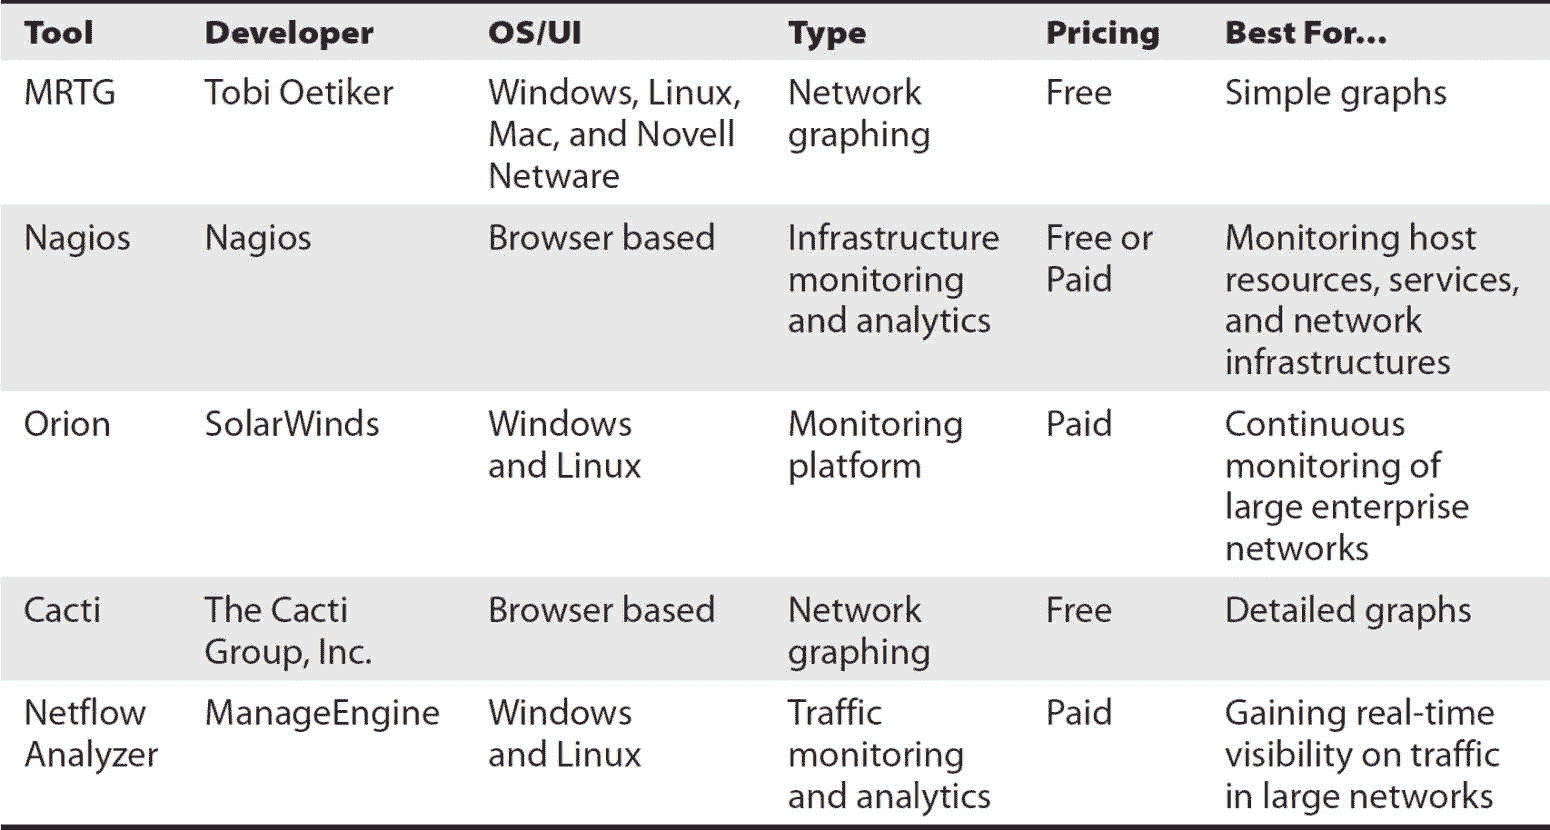 Tool Developer OS/UI Type Pricing Best For...
MRTG Tobi Oetiker Windows, Linux, Network Free Simple graphs
Mac, and Novell graphing
Netware
Nagios Nagios Browser based Infrastructure Free or Monitoring host
monitoring Paid resources, services,
and analytics and network
infrastructures
Orion SolarWinds Windows Monitoring Paid Continuous
and Linux platform monitoring of
large enterprise
networks
Cacti The Cacti Browser based Network Free Detailed graphs
Group, Inc. graphing
Netflow ManageEngine Windows Traffic Paid Gaining real-time
Analyzer and Linux monitoring visibility on traffic
and analytics in large networks